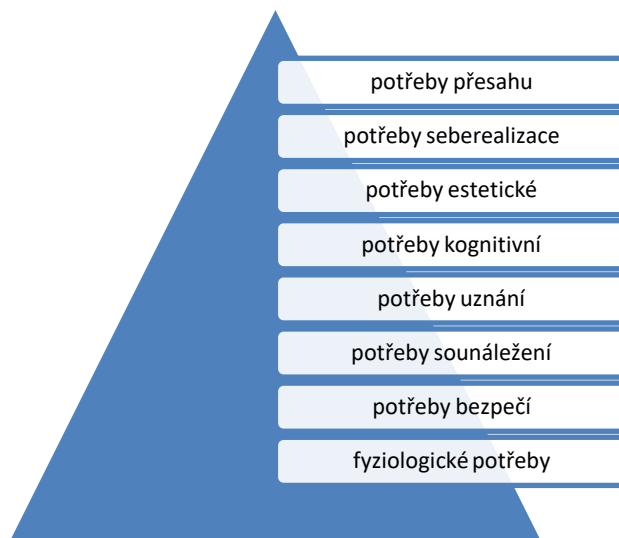 potřeby přesahu
potřeby seberealizace
potřeby estetické
potřeby kognitivní
potřeby uznání
potřeby sounáležení
potřeby bezpečí
fyziologické potřeby